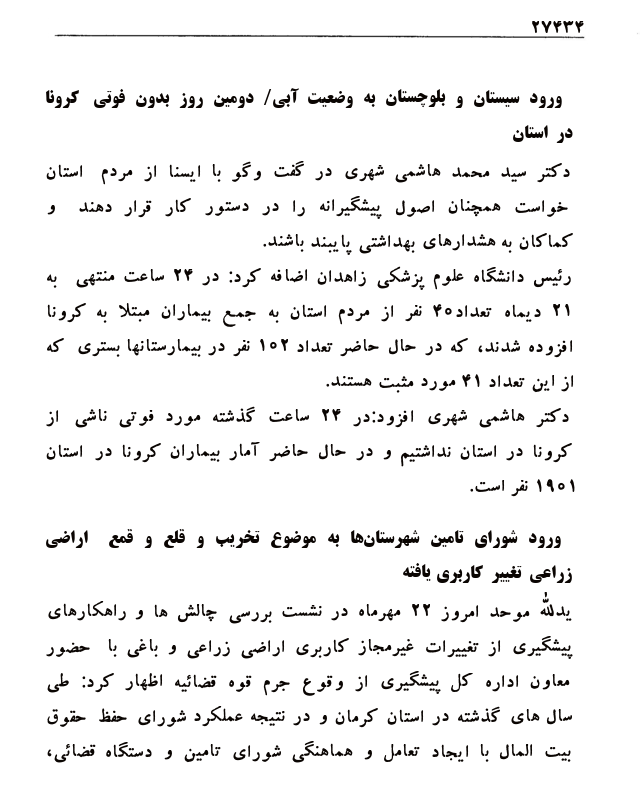 ۲۷۴۳۴
ورود سیستان و بلوچستان به وضعیت آبی/ دومین روز بدون فوتی کرونا
در استان
دکتر سید محمد هاشمی شهری در گفت وگو با ایسنا از مردم استان
خواست همچنان اصول پیشگیرانه را در دستور کار قرار دهند و
کماکان به هشدارهای بهداشتی پایبند باشند.
رئیس دانشگاه علوم پزشکی زاهدان اضافه کرد: در ۲۴ ساعت منتهی به
۲۱ دیماه تعداد۴۰ نفر از مردم استان به جمع بیماران مبتلا به کرونا
افزوده شدند، که در حال حاضر تعداد ۱۰۲ نفر در بیمارستانها بستری که
از این تعداد ۴۱ مورد مثبت هستند.
دکتر هاشمی شهری افزود:در ۲۴ ساعت گذشته مورد فوتی ناشی از
کرونا در استان نداشتیم و در حال حاضر آمار بیماران کرونا در استان
۱۹۰۱ نفر است.
ورود شورای تامین شهرستان‌ها به موضوع تخریب و قلع و قمع اراضی
زراعی تغییر کاربری یافته
یدلله موحد امروز ۲۲ مهرماه در نشست بررسی چالش ها و راهکارهای
پیشگیری از تغییرات غیرمجاز کاربری اراضی زراعی و باغی با حضور
معاون اداره کل پیشگیری از وقوع جرم قوه قضائیه اظهار کرد: طی
سال های گذشته در استان کرمان و در نتیجه عملکرد شورای حفظ حقوق
بیت المال با ایجاد تعامل و هماهنگی شورای تامین و دستگاه قضائی،